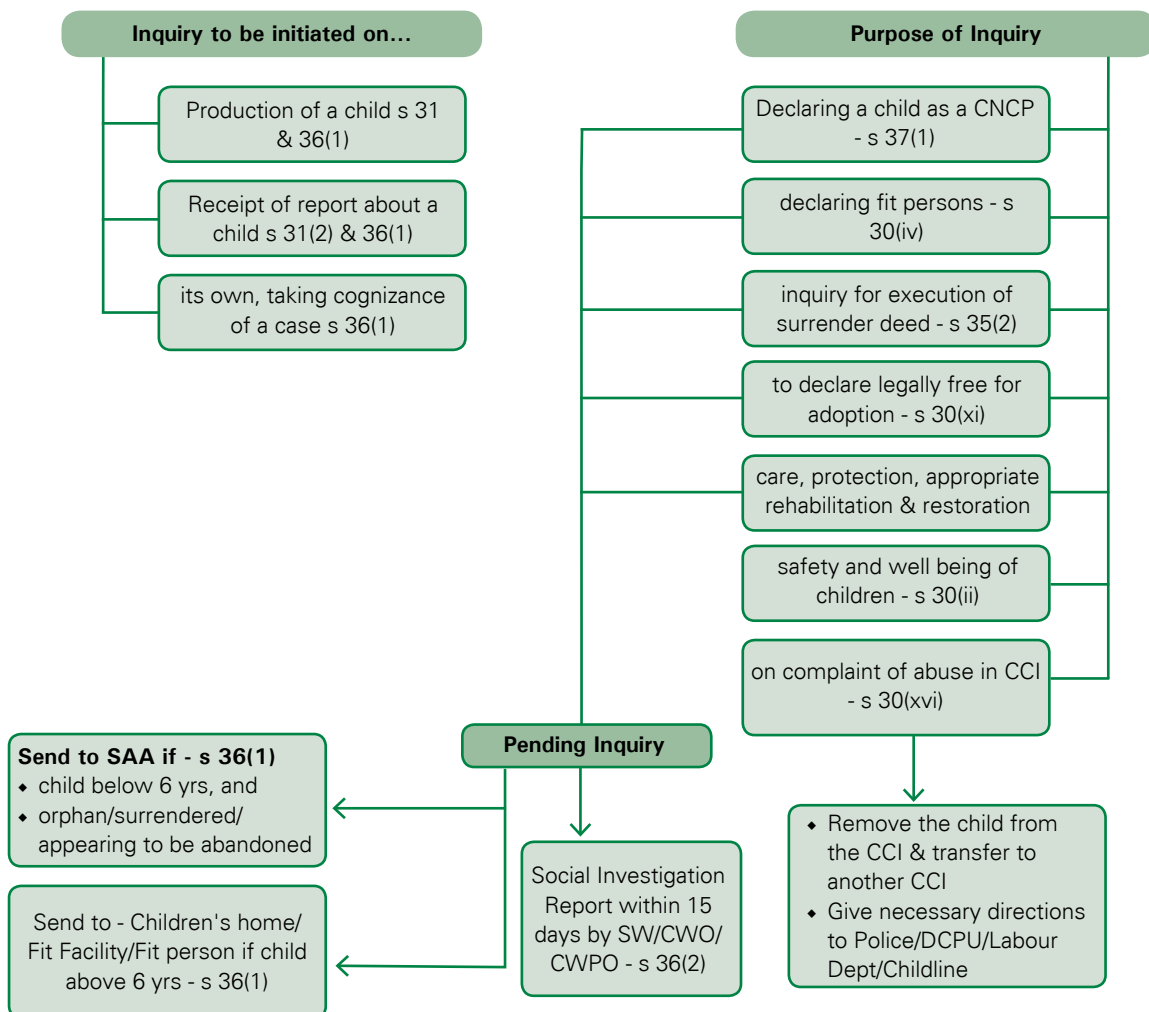 Inquiry to be initiated on...
Production of a child s 31
& 36(1)
Receipt of report about a
child s 31(2) & 36(1)
its own, taking cognizance
of a case s 36(1)
Purpose of Inquiry
Declaring a child as a CNCP
- s 37(1)
declaring fit persons - s
30(iv)
inquiry for execution of
surrender deed - s 35(2)
to declare legally free for
adoption - s 30(xi)
care, protection, appropriate
rehabilitation & restoration
safety and well being of
children - s 30(ii)
on complaint of abuse in CCI
- s 30(xvi)
Pending Inquiry
Send to SAA if - s 36(1)
◆ child below 6 yrs, and
◆ orphan/surrendered/
appearing to be abandoned
Send to - Children's home/
Fit Facility/Fit person if child
above 6 yrs - s 36(1)
Social Investigation
Report within 15
days by SW/CWO/
CWPO - s 36(2)
◆ Remove the child from
the CCI & transfer to
another CCI
◆ Give necessary directions
to Police/DCPU/Labour
Dept/Childline